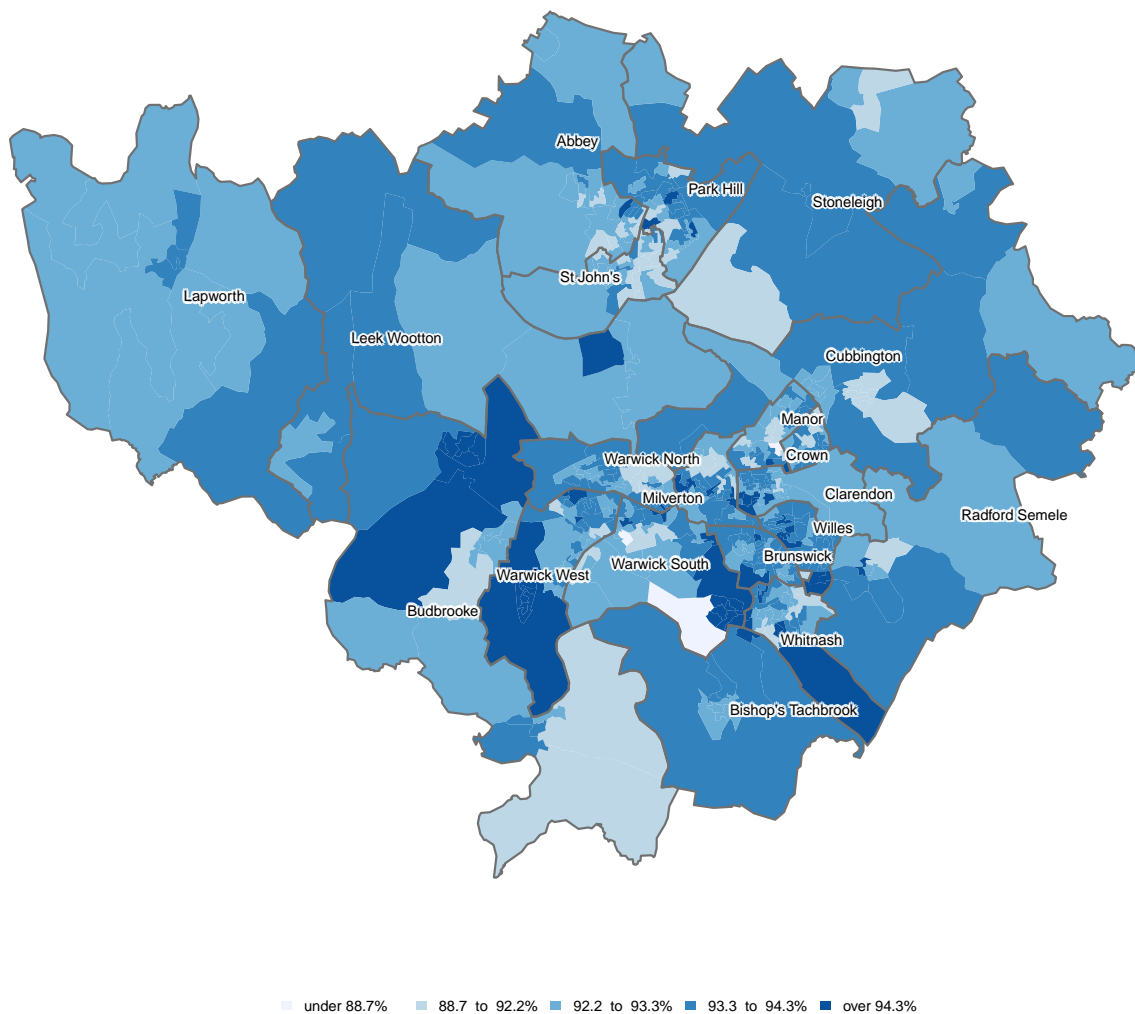 Abbey
Park Hill
Stoneleigh
St John's
Lapworth
Leek Wootton
Cubbington
Manor
Crown
Warwick North
Milverton
Clarendon
Radford Semele
Willes
Brunswick
Warwick South
Warwick West
Budbrooke
Whitnash
Bishop's Tachbrook
under 88.7% 88.7 to 92.2% 92.2 to 93.3% 93.3 to 94.3% over 94.3%